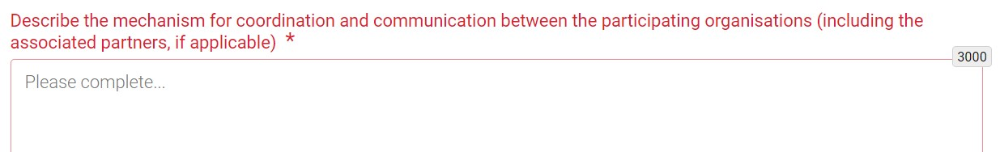 Describe the mechanism for coordination and communication between the participating organisations (including the
associated partners, if applicable) *
3000
Please complete...